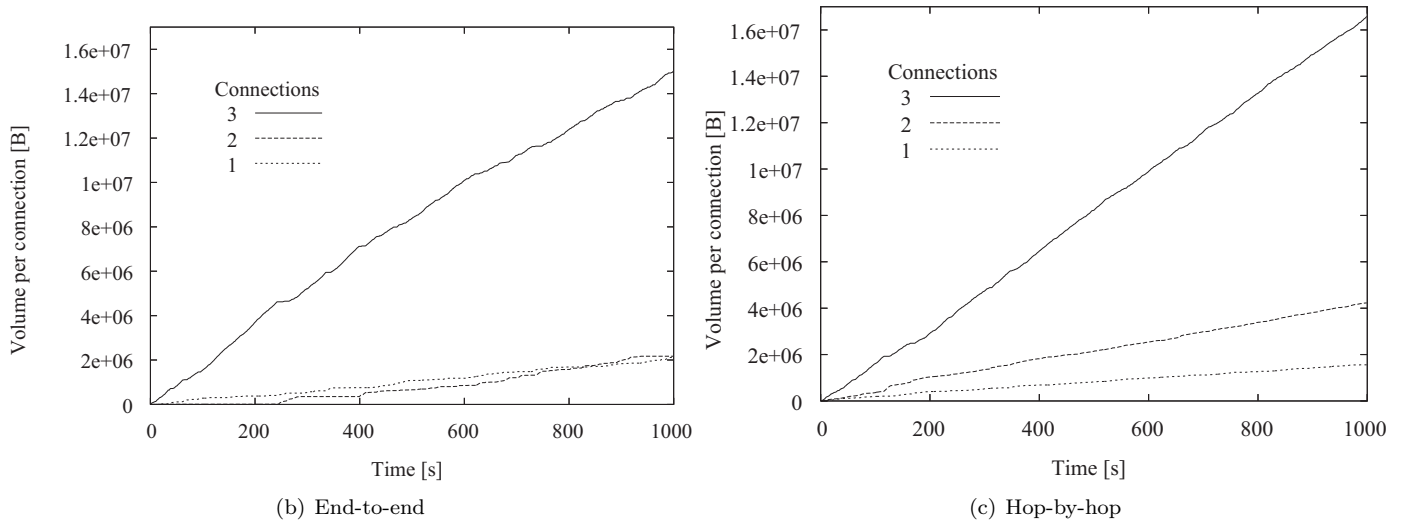 1.6e+07
1.4e+07
1.2e+07
1e+07
8e+06
6e+06
4e+06
2e+06
0
Volume per connection [B]
Connections
3
2
1
0
200
400
600
800
1000
Time [s]
(b) End-to-end
1.6e+07
1.4e+07
1.2e+07
1e+07
8e+06
6e+06
4e+06
2e+06
0
Volume per connection [B]
Connections
3
2
1
0
200
400
600
800
1000
Time [s]
(c) Hop-by-hop